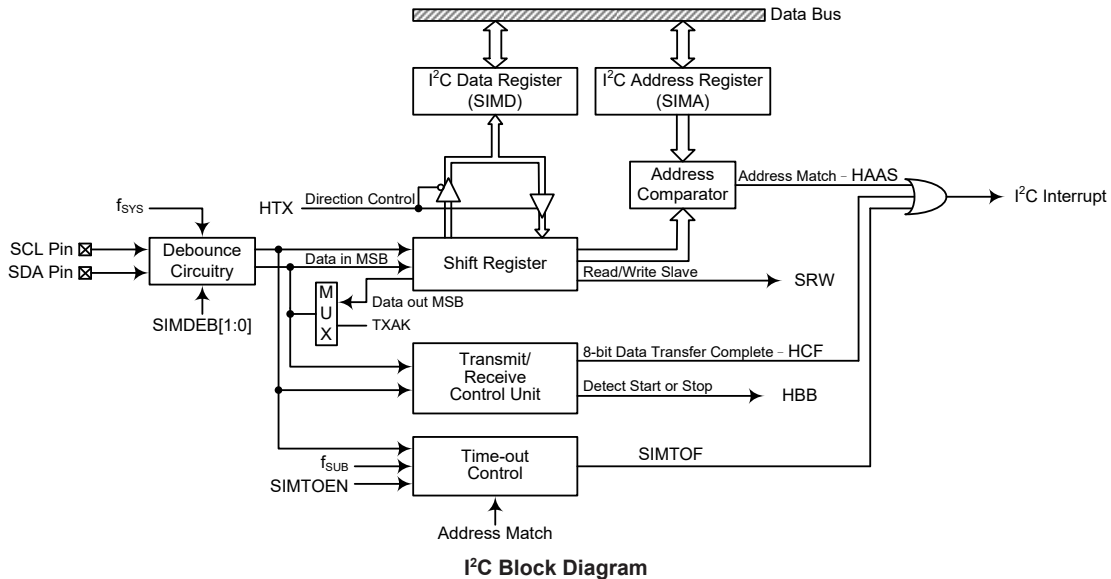 Data Bus
I²C Data Register
(SIMD)
I²C Address Register
(SIMA)
Address
Comparator
Address Match - HAAS
I²C Interrupt
HTX
Direction Control
fSYS
SCL Pin
SDA Pin
Debounce
Circuitry
SIMDEB[1:0]
Data in MSB
Shift Register
Read/Write Slave
SRW
M
U
X
Data out MSB
TXAK
Transmit/
Receive
Control Unit
8-bit Data Transfer Complete - HCF
Detect Start or Stop
HBB
fSUB
SIMTOEN
Time-out
Control
SIMTOF
Address Match
I²C Block Diagram